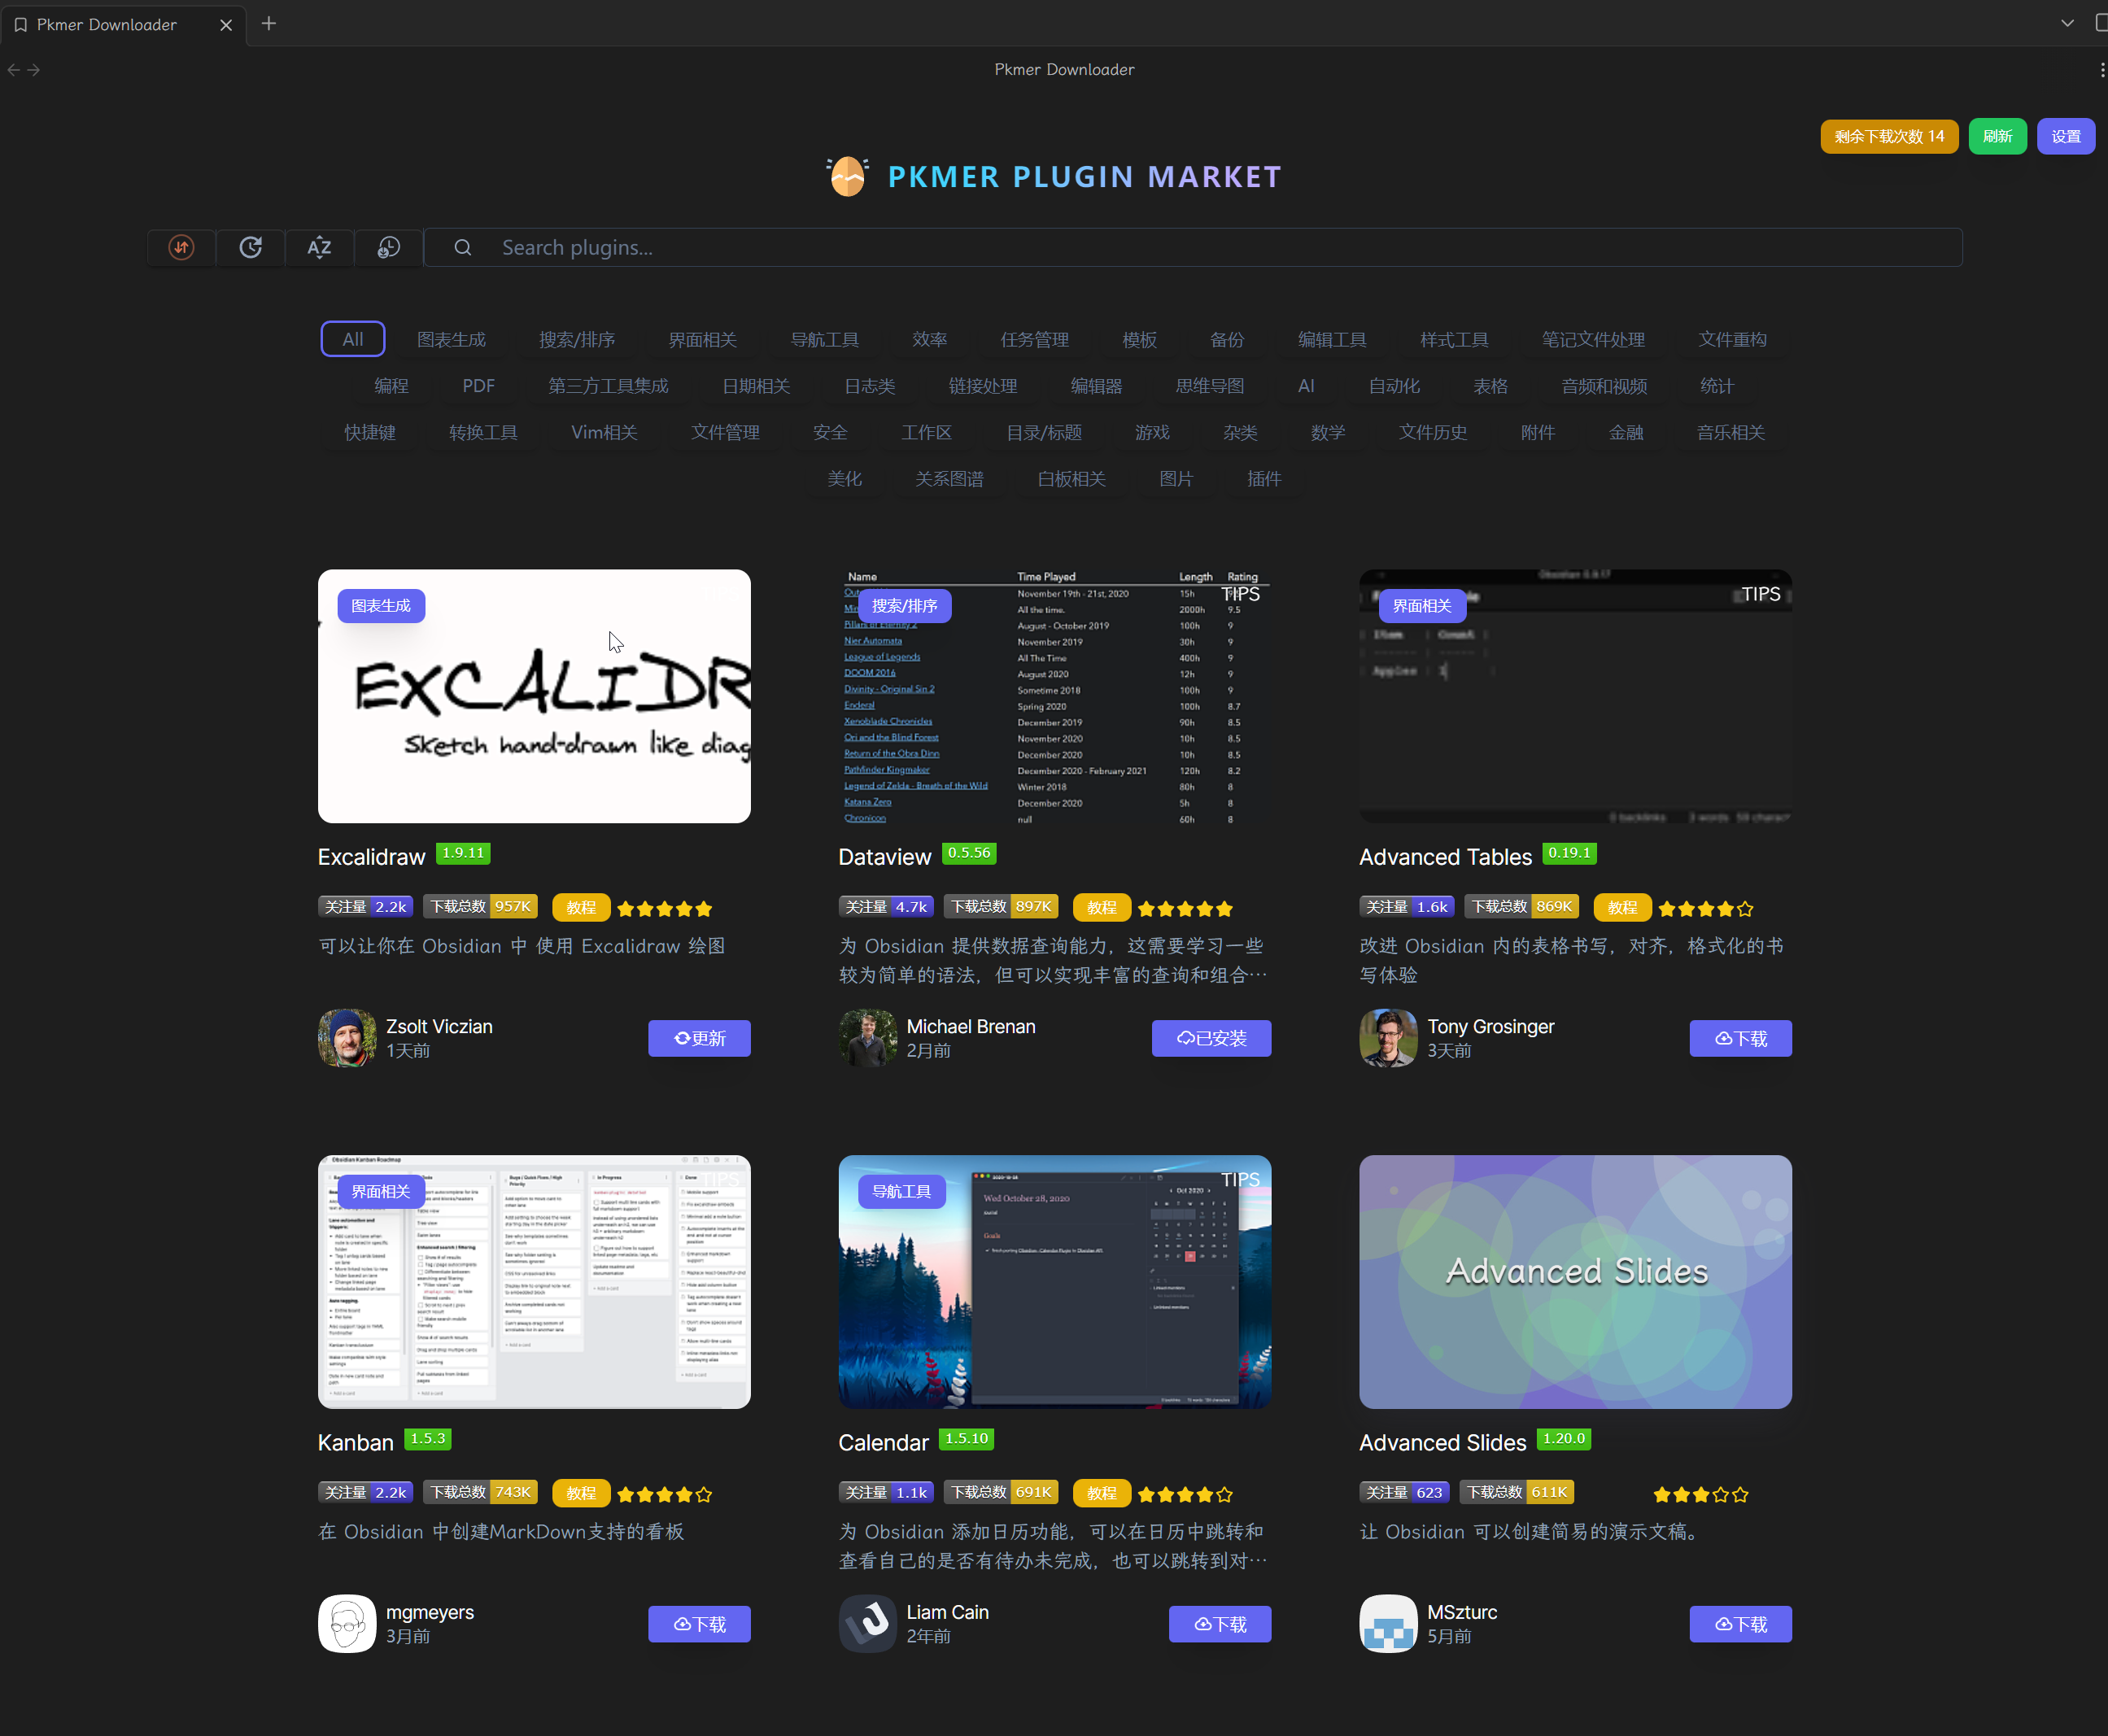 Pkmer Downloader
Pkmer Downloader
剩余下载次数 14
刷新
设置
PKMER PLUGIN MARKET
Search plugins...
All 图表生成 搜索/排序 界面相关 导航工具 效率 任务管理 模板 备份 编辑工具 样式工具 笔记文件处理 文件重构
编程 PDF 第三方工具集成 日期相关 日志类 链接处理 编辑器 思维导图 AI 自动化 表格 音频和视频 统计
快捷键 转换工具 Vim相关 文件管理 安全 工作区 目录/标题 游戏 杂类 数学 文件历史 附件 金融 音乐相关
美化 关系图谱 白板相关 图片 插件
图表生成
EXCALIDR
Sketch hand-drawn like diag
Excalidraw 1.9.11
关注量 2.2k 下载总数 957K 教程
可以让你在 Obsidian 中 使用 Excalidraw 绘图
Zsolt Viczian
1天前
更新
搜索/排序
TIPS
Name Time Played Length Rating
November 19th - 21st, 2020 15h
All the time. 2000h 9.5
Pillars of Eternity 2 August - October 2019 100h 9
Nier Automata November 2019 30h 9
League of Legends All The Time 400h 9
DOOM 2016 August 2020 12h 9
Divinity - Original Sin 2 Sometime 2018 100h 9
Enderal Spring 2020 100h 8.7
Xenoblade Chronicles December 2019 90h 8.5
Ori and the Blind Forest November 2020 10h 8.5
Return of the Obra Dinn December 2020 10h 8.5
Pathfinder Kingmaker December 2020 - February 2021 120h 8.2
Legend of Zelda - Breath of the Wild Winter 2018 80h 8
Katana Zero December 2020 5h 8
Chronicon null 60h 8
Dataview 0.5.56
关注量 4.7k 下载总数 897K 教程
为 Obsidian 提供数据查询能力，这需要学习一些
较为简单的语法，但可以实现丰富的查询和组合…
Michael Brenan
2月前
已安装
界面相关
TIPS
Item Count
Apples 1
0 backlinks 3 words
Advanced Tables 0.19.1
关注量 1.6k 下载总数 869K 教程
改进 Obsidian 内的表格书写，对齐，格式化的书
写体验
Tony Grosinger
3天前
下载
界面相关
TIPS
Obsidian Kanban Roadmap
In Progress
Done
Kanban 1.5.3
关注量 2.2k 下载总数 743K 教程
在 Obsidian 中创建MarkDown支持的看板
mgmeyers
3月前
下载
导航工具
TIPS
Wed October 28, 2020
Goals
Oct 2020
Calendar 1.5.10
关注量 1.1k 下载总数 691K 教程
为 Obsidian 添加日历功能，可以在日历中跳转和
查看自己的是否有待办未完成，也可以跳转到对…
Liam Cain
2年前
下载
Advanced Slides
Advanced Slides 1.20.0
关注量 623 下载总数 611K
让 Obsidian 可以创建简易的演示文稿。
MSzturc
5月前
下载